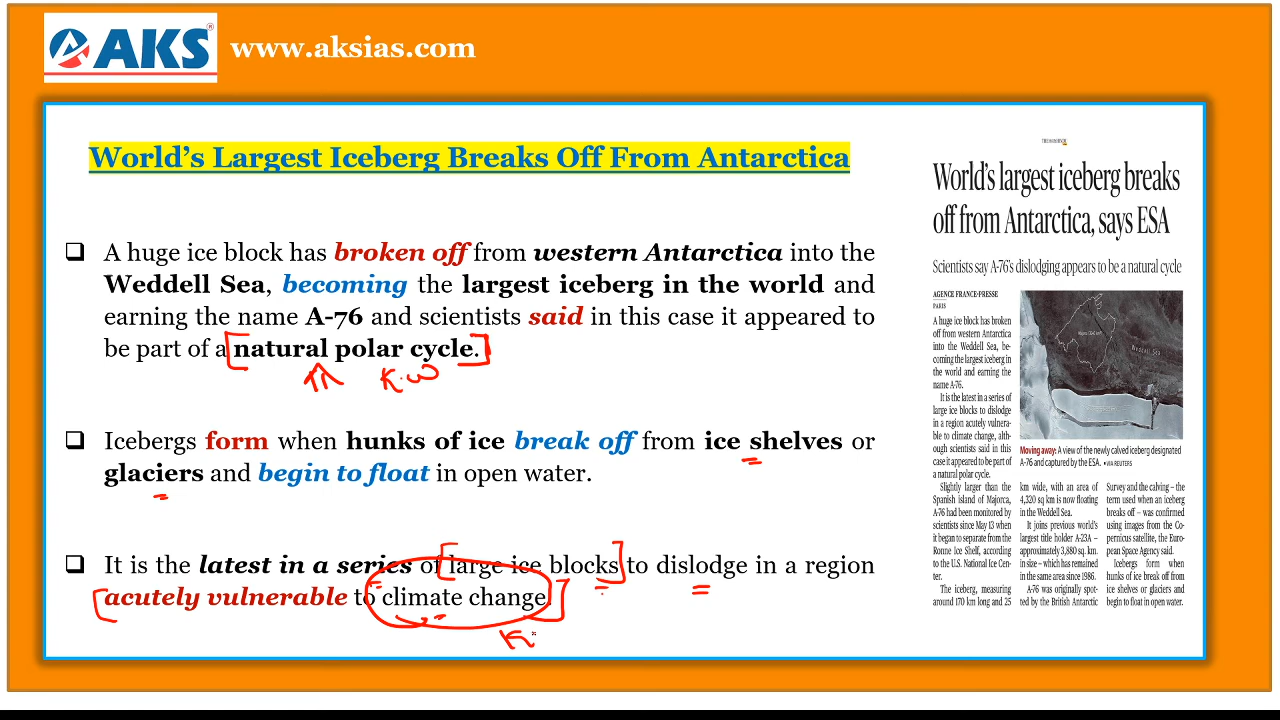 AKS
www.aksias.com
World's Largest Iceberg Breaks Off From Antarctica
A huge ice block has broken off from western Antarctica into the
Weddell Sea, becoming the largest iceberg in the world and
earning the name A-76 and scientists said in this case it appeared to
be part of a natural polar cycle.
K.W
Icebergs form when hunks of ice break off from ice shelves or
glaciers and begin to float in open water.
It is the latest in a series of large ice blocks to dislodge in a region
acutely vulnerable to climate change.
K
World's largest iceberg breaks
off from Antarctica, says ESA
Scientists say A-76's dislodging appears to be a natural cycle
AGENCE FRANCE-PRESSE
PARIS
A huge ice block has broken
off from western Antarctica
into the Weddell Sea, be-
coming the largest iceberg in
the world and earning the
name A-76.
It is the latest in a series of
large ice blocks to dislodge
in a region acutely vulnera-
ble to climate change, alth-
ough scientists said in this
case it appeared to be part of
a natural polar cycle.
Slightly larger than the
Spanish island of Majorca,
A-76 had been monitored by
scientists since May 13 when
it began to separate from the
Ronne Ice Shelf, according
to the U.S. National Ice Cen-
ter.
The iceberg, measuring
around 170 km long and 25
Weddell Sea
Moving away: A view of the newly calved iceberg designated
A-76 and captured by the ESA. • VIA REUTERS
km wide, with an area of
4,320 sq km is now floating
in the Weddell Sea.
It joins previous world's
largest title holder A-23A –
approximately 3,880 sq. km.
in size – which has remained
in the same area since 1986.
A-76 was originally spot-
ted by the British Antarctic
Survey and the calving – the
term used when an iceberg
breaks off – was confirmed
using images from the Co-
pernicus satellite, the Euro-
pean Space Agency said.
Icebergs form when
hunks of ice break off from
ice shelves or glaciers and
begin to float in open water.